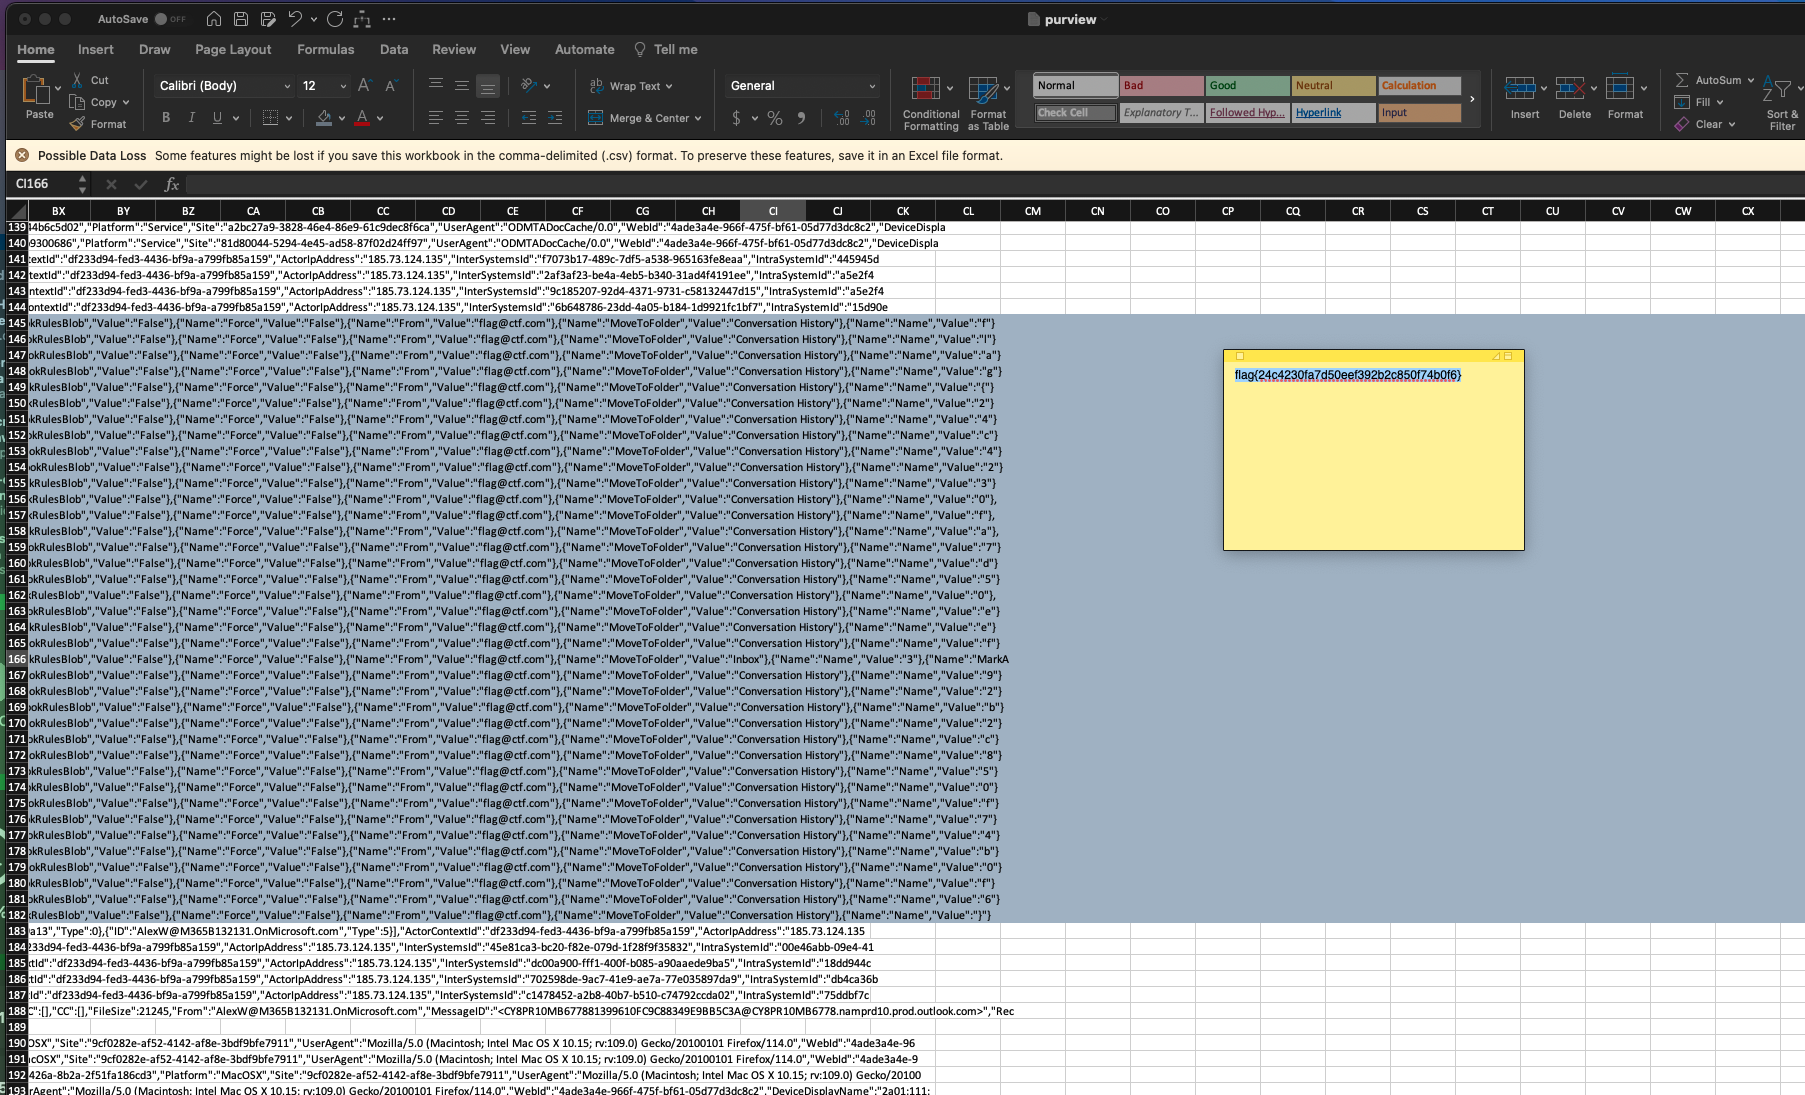 AutoSave OFF
purview
Home Insert Draw Page Layout Formulas Data Review View Automate Tell me
Paste Cut Copy Format
Calibri (Body) 12
B I U
Wrap Text
Merge & Center
General
$ %
Conditional Formatting
Format as Table
Normal Bad Good Neutral Calculation
Check Cell Explanatory T... Followed Hyp... Hyperlink Input
Insert Delete Format
AutoSum
Fill
Clear
Sort & Filter
Possible Data Loss Some features might be lost if you save this workbook in the comma-delimited (.csv) format. To preserve these features, save it in an Excel file format.
CI166 fx
BX BY BZ CA CB CC CD CE CF CG CH CI CJ CK CL CM CN CO CP CQ CR CS CT CU CV CW CX
139 44b6c5d02","Platform":"Service","Site":"a2bc27a9-3828-46e4-86e9-61c9dec8f6ca","UserAgent":"ODMTADocCache/0.0","WebId":"4ade3a4e-966f-475f-bf61-05d77d3dc8c2","DeviceDispla
140 9300686","Platform":"Service","Site":"81d80044-5294-4e45-ad58-87f02d24ff97","UserAgent":"ODMTADocCache/0.0","WebId":"4ade3a4e-966f-475f-bf61-05d77d3dc8c2","DeviceDispla
141 extId":"df233d94-fed3-4436-bf9a-a799fb85a159","ActorIpAddress":"185.73.124.135","InterSystemsId":"f7073b17-489c-7df5-a538-965163fe8eaa","IntraSystemId":"445945d
142 textId":"df233d94-fed3-4436-bf9a-a799fb85a159","ActorIpAddress":"185.73.124.135","InterSystemsId":"2af3af23-be4a-4eb5-b340-31ad4f4191ee","IntraSystemId":"a5e2f4
143 ntextId":"df233d94-fed3-4436-bf9a-a799fb85a159","ActorIpAddress":"185.73.124.135","InterSystemsId":"9c185207-92d4-4371-9731-c58132447d15","IntraSystemId":"a5e2f4
144 ontextId":"df233d94-fed3-4436-bf9a-a799fb85a159","ActorIpAddress":"185.73.124.135","InterSystemsId":"6b648786-23dd-4a05-b184-1d9921fc1bf7","IntraSystemId":"15d90e
145 okRulesBlob","Value":"False"},{"Name":"Force","Value":"False"},{"Name":"From","Value":"flag@ctf.com"},{"Name":"MoveToFolder","Value":"Conversation History"},{"Name":"Name","Value":"f"}
146 okRulesBlob","Value":"False"},{"Name":"Force","Value":"False"},{"Name":"From","Value":"flag@ctf.com"},{"Name":"MoveToFolder","Value":"Conversation History"},{"Name":"Name","Value":"l"}
147 okRulesBlob","Value":"False"},{"Name":"Force","Value":"False"},{"Name":"From","Value":"flag@ctf.com"},{"Name":"MoveToFolder","Value":"Conversation History"},{"Name":"Name","Value":"a"}
148 okRulesBlob","Value":"False"},{"Name":"Force","Value":"False"},{"Name":"From","Value":"flag@ctf.com"},{"Name":"MoveToFolder","Value":"Conversation History"},{"Name":"Name","Value":"g"}
149 kRulesBlob","Value":"False"},{"Name":"Force","Value":"False"},{"Name":"From","Value":"flag@ctf.com"},{"Name":"MoveToFolder","Value":"Conversation History"},{"Name":"Name","Value":"{"}
150 kRulesBlob","Value":"False"},{"Name":"Force","Value":"False"},{"Name":"From","Value":"flag@ctf.com"},{"Name":"MoveToFolder","Value":"Conversation History"},{"Name":"Name","Value":"2"}
151 kRulesBlob","Value":"False"},{"Name":"Force","Value":"False"},{"Name":"From","Value":"flag@ctf.com"},{"Name":"MoveToFolder","Value":"Conversation History"},{"Name":"Name","Value":"4"}
152 okRulesBlob","Value":"False"},{"Name":"Force","Value":"False"},{"Name":"From","Value":"flag@ctf.com"},{"Name":"MoveToFolder","Value":"Conversation History"},{"Name":"Name","Value":"c"}
153 okRulesBlob","Value":"False"},{"Name":"Force","Value":"False"},{"Name":"From","Value":"flag@ctf.com"},{"Name":"MoveToFolder","Value":"Conversation History"},{"Name":"Name","Value":"4"}
154 okRulesBlob","Value":"False"},{"Name":"Force","Value":"False"},{"Name":"From","Value":"flag@ctf.com"},{"Name":"MoveToFolder","Value":"Conversation History"},{"Name":"Name","Value":"2"}
155 okRulesBlob","Value":"False"},{"Name":"Force","Value":"False"},{"Name":"From","Value":"flag@ctf.com"},{"Name":"MoveToFolder","Value":"Conversation History"},{"Name":"Name","Value":"3"}
156 kRulesBlob","Value":"False"},{"Name":"Force","Value":"False"},{"Name":"From","Value":"flag@ctf.com"},{"Name":"MoveToFolder","Value":"Conversation History"},{"Name":"Name","Value":"0"},
157 kRulesBlob","Value":"False"},{"Name":"Force","Value":"False"},{"Name":"From","Value":"flag@ctf.com"},{"Name":"MoveToFolder","Value":"Conversation History"},{"Name":"Name","Value":"f"},
158 kRulesBlob","Value":"False"},{"Name":"Force","Value":"False"},{"Name":"From","Value":"flag@ctf.com"},{"Name":"MoveToFolder","Value":"Conversation History"},{"Name":"Name","Value":"a"},
159 okRulesBlob","Value":"False"},{"Name":"Force","Value":"False"},{"Name":"From","Value":"flag@ctf.com"},{"Name":"MoveToFolder","Value":"Conversation History"},{"Name":"Name","Value":"7"}
160 kRulesBlob","Value":"False"},{"Name":"Force","Value":"False"},{"Name":"From","Value":"flag@ctf.com"},{"Name":"MoveToFolder","Value":"Conversation History"},{"Name":"Name","Value":"d"}
161 okRulesBlob","Value":"False"},{"Name":"Force","Value":"False"},{"Name":"From","Value":"flag@ctf.com"},{"Name":"MoveToFolder","Value":"Conversation History"},{"Name":"Name","Value":"5"}
162 kRulesBlob","Value":"False"},{"Name":"Force","Value":"False"},{"Name":"From","Value":"flag@ctf.com"},{"Name":"MoveToFolder","Value":"Conversation History"},{"Name":"Name","Value":"0"},
163 okRulesBlob","Value":"False"},{"Name":"Force","Value":"False"},{"Name":"From","Value":"flag@ctf.com"},{"Name":"MoveToFolder","Value":"Conversation History"},{"Name":"Name","Value":"e"}
164 kRulesBlob","Value":"False"},{"Name":"Force","Value":"False"},{"Name":"From","Value":"flag@ctf.com"},{"Name":"MoveToFolder","Value":"Conversation History"},{"Name":"Name","Value":"e"}
165 okRulesBlob","Value":"False"},{"Name":"Force","Value":"False"},{"Name":"From","Value":"flag@ctf.com"},{"Name":"MoveToFolder","Value":"Conversation History"},{"Name":"Name","Value":"f"}
166 kRulesBlob","Value":"False"},{"Name":"Force","Value":"False"},{"Name":"From","Value":"flag@ctf.com"},{"Name":"MoveToFolder","Value":"Inbox"},{"Name":"Name","Value":"3"},{"Name":"MarkA
167 okRulesBlob","Value":"False"},{"Name":"Force","Value":"False"},{"Name":"From","Value":"flag@ctf.com"},{"Name":"MoveToFolder","Value":"Conversation History"},{"Name":"Name","Value":"9"}
168 okRulesBlob","Value":"False"},{"Name":"Force","Value":"False"},{"Name":"From","Value":"flag@ctf.com"},{"Name":"MoveToFolder","Value":"Conversation History"},{"Name":"Name","Value":"2"}
169 ookRulesBlob","Value":"False"},{"Name":"Force","Value":"False"},{"Name":"From","Value":"flag@ctf.com"},{"Name":"MoveToFolder","Value":"Conversation History"},{"Name":"Name","Value":"b"}
170 okRulesBlob","Value":"False"},{"Name":"Force","Value":"False"},{"Name":"From","Value":"flag@ctf.com"},{"Name":"MoveToFolder","Value":"Conversation History"},{"Name":"Name","Value":"2"}
171 kRulesBlob","Value":"False"},{"Name":"Force","Value":"False"},{"Name":"From","Value":"flag@ctf.com"},{"Name":"MoveToFolder","Value":"Conversation History"},{"Name":"Name","Value":"c"}
172 okRulesBlob","Value":"False"},{"Name":"Force","Value":"False"},{"Name":"From","Value":"flag@ctf.com"},{"Name":"MoveToFolder","Value":"Conversation History"},{"Name":"Name","Value":"8"}
173 okRulesBlob","Value":"False"},{"Name":"Force","Value":"False"},{"Name":"From","Value":"flag@ctf.com"},{"Name":"MoveToFolder","Value":"Conversation History"},{"Name":"Name","Value":"5"}
174 kRulesBlob","Value":"False"},{"Name":"Force","Value":"False"},{"Name":"From","Value":"flag@ctf.com"},{"Name":"MoveToFolder","Value":"Conversation History"},{"Name":"Name","Value":"0"}
175 okRulesBlob","Value":"False"},{"Name":"Force","Value":"False"},{"Name":"From","Value":"flag@ctf.com"},{"Name":"MoveToFolder","Value":"Conversation History"},{"Name":"Name","Value":"f"}
176 kRulesBlob","Value":"False"},{"Name":"Force","Value":"False"},{"Name":"From","Value":"flag@ctf.com"},{"Name":"MoveToFolder","Value":"Conversation History"},{"Name":"Name","Value":"7"}
177 kRulesBlob","Value":"False"},{"Name":"Force","Value":"False"},{"Name":"From","Value":"flag@ctf.com"},{"Name":"MoveToFolder","Value":"Conversation History"},{"Name":"Name","Value":"4"}
178 okRulesBlob","Value":"False"},{"Name":"Force","Value":"False"},{"Name":"From","Value":"flag@ctf.com"},{"Name":"MoveToFolder","Value":"Conversation History"},{"Name":"Name","Value":"b"}
179 okRulesBlob","Value":"False"},{"Name":"Force","Value":"False"},{"Name":"From","Value":"flag@ctf.com"},{"Name":"MoveToFolder","Value":"Conversation History"},{"Name":"Name","Value":"0"}
180 kRulesBlob","Value":"False"},{"Name":"Force","Value":"False"},{"Name":"From","Value":"flag@ctf.com"},{"Name":"MoveToFolder","Value":"Conversation History"},{"Name":"Name","Value":"f"}
181 kRulesBlob","Value":"False"},{"Name":"Force","Value":"False"},{"Name":"From","Value":"flag@ctf.com"},{"Name":"MoveToFolder","Value":"Conversation History"},{"Name":"Name","Value":"6"}
182 kRulesBlob","Value":"False"},{"Name":"Force","Value":"False"},{"Name":"From","Value":"flag@ctf.com"},{"Name":"MoveToFolder","Value":"Conversation History"},{"Name":"Name","Value":"}"}
flag{24c4230fa7d50eef392b2c850f74b0f6}
183 a13","Type":0},{"ID":"AlexW@M365B132131.OnMicrosoft.com","Type":5}],"ActorContextId":"df233d94-fed3-4436-bf9a-a799fb85a159","ActorIpAddress":"185.73.124.135
184 233d94-fed3-4436-bf9a-a799fb85a159","ActorIpAddress":"185.73.124.135","InterSystemsId":"45e81ca3-bc20-f82e-079d-1f28f9f35832","IntraSystemId":"00e46abb-09e4-41
185 tId":"df233d94-fed3-4436-bf9a-a799fb85a159","ActorIpAddress":"185.73.124.135","InterSystemsId":"dc00a900-fff1-400f-b085-a90aaede9ba5","IntraSystemId":"18dd944c
186 tId":"df233d94-fed3-4436-bf9a-a799fb85a159","ActorIpAddress":"185.73.124.135","InterSystemsId":"702598de-9ac7-41e9-ae7a-77e035897da9","IntraSystemId":"db4ca36b
187 Id":"df233d94-fed3-4436-bf9a-a799fb85a159","ActorIpAddress":"185.73.124.135","InterSystemsId":"c1478452-a2b8-40b7-b510-c74792ccda02","IntraSystemId":"75ddbf7c
188 C":[],"CC":[],"FileSize":21245,"From":"AlexW@M365B132131.OnMicrosoft.com","MessageID":"<CY8PR10MB677881399610FC9C88349E9BB5C3A@CY8PR10MB6778.namprd10.prod.outlook.com>","Rec
189
190 OSX","Site":"9cf0282e-af52-4142-af8e-3bdf9bfe7911","UserAgent":"Mozilla/5.0 (Macintosh; Intel Mac OS X 10.15; rv:109.0) Gecko/20100101 Firefox/114.0","WebId":"4ade3a4e-96
191 cOSX","Site":"9cf0282e-af52-4142-af8e-3bdf9bfe7911","UserAgent":"Mozilla/5.0 (Macintosh; Intel Mac OS X 10.15; rv:109.0) Gecko/20100101 Firefox/114.0","WebId":"4ade3a4e-9
192 426a-8b2a-2f51fa186cd3","Platform":"MacOSX","Site":"9cf0282e-af52-4142-af8e-3bdf9bfe7911","UserAgent":"Mozilla/5.0 (Macintosh; Intel Mac OS X 10.15; rv:109.0) Gecko/20100
193 rAgent":"Mozilla/5.0 (Macintosh; Intel Mac OS X 10.15; rv:109.0) Gecko/20100101 Firefox/114.0","WebId":"4ade3a4e-966f-475f-bf61-05d77d3dc8c2","DeviceDisplayName":"2a01:111: